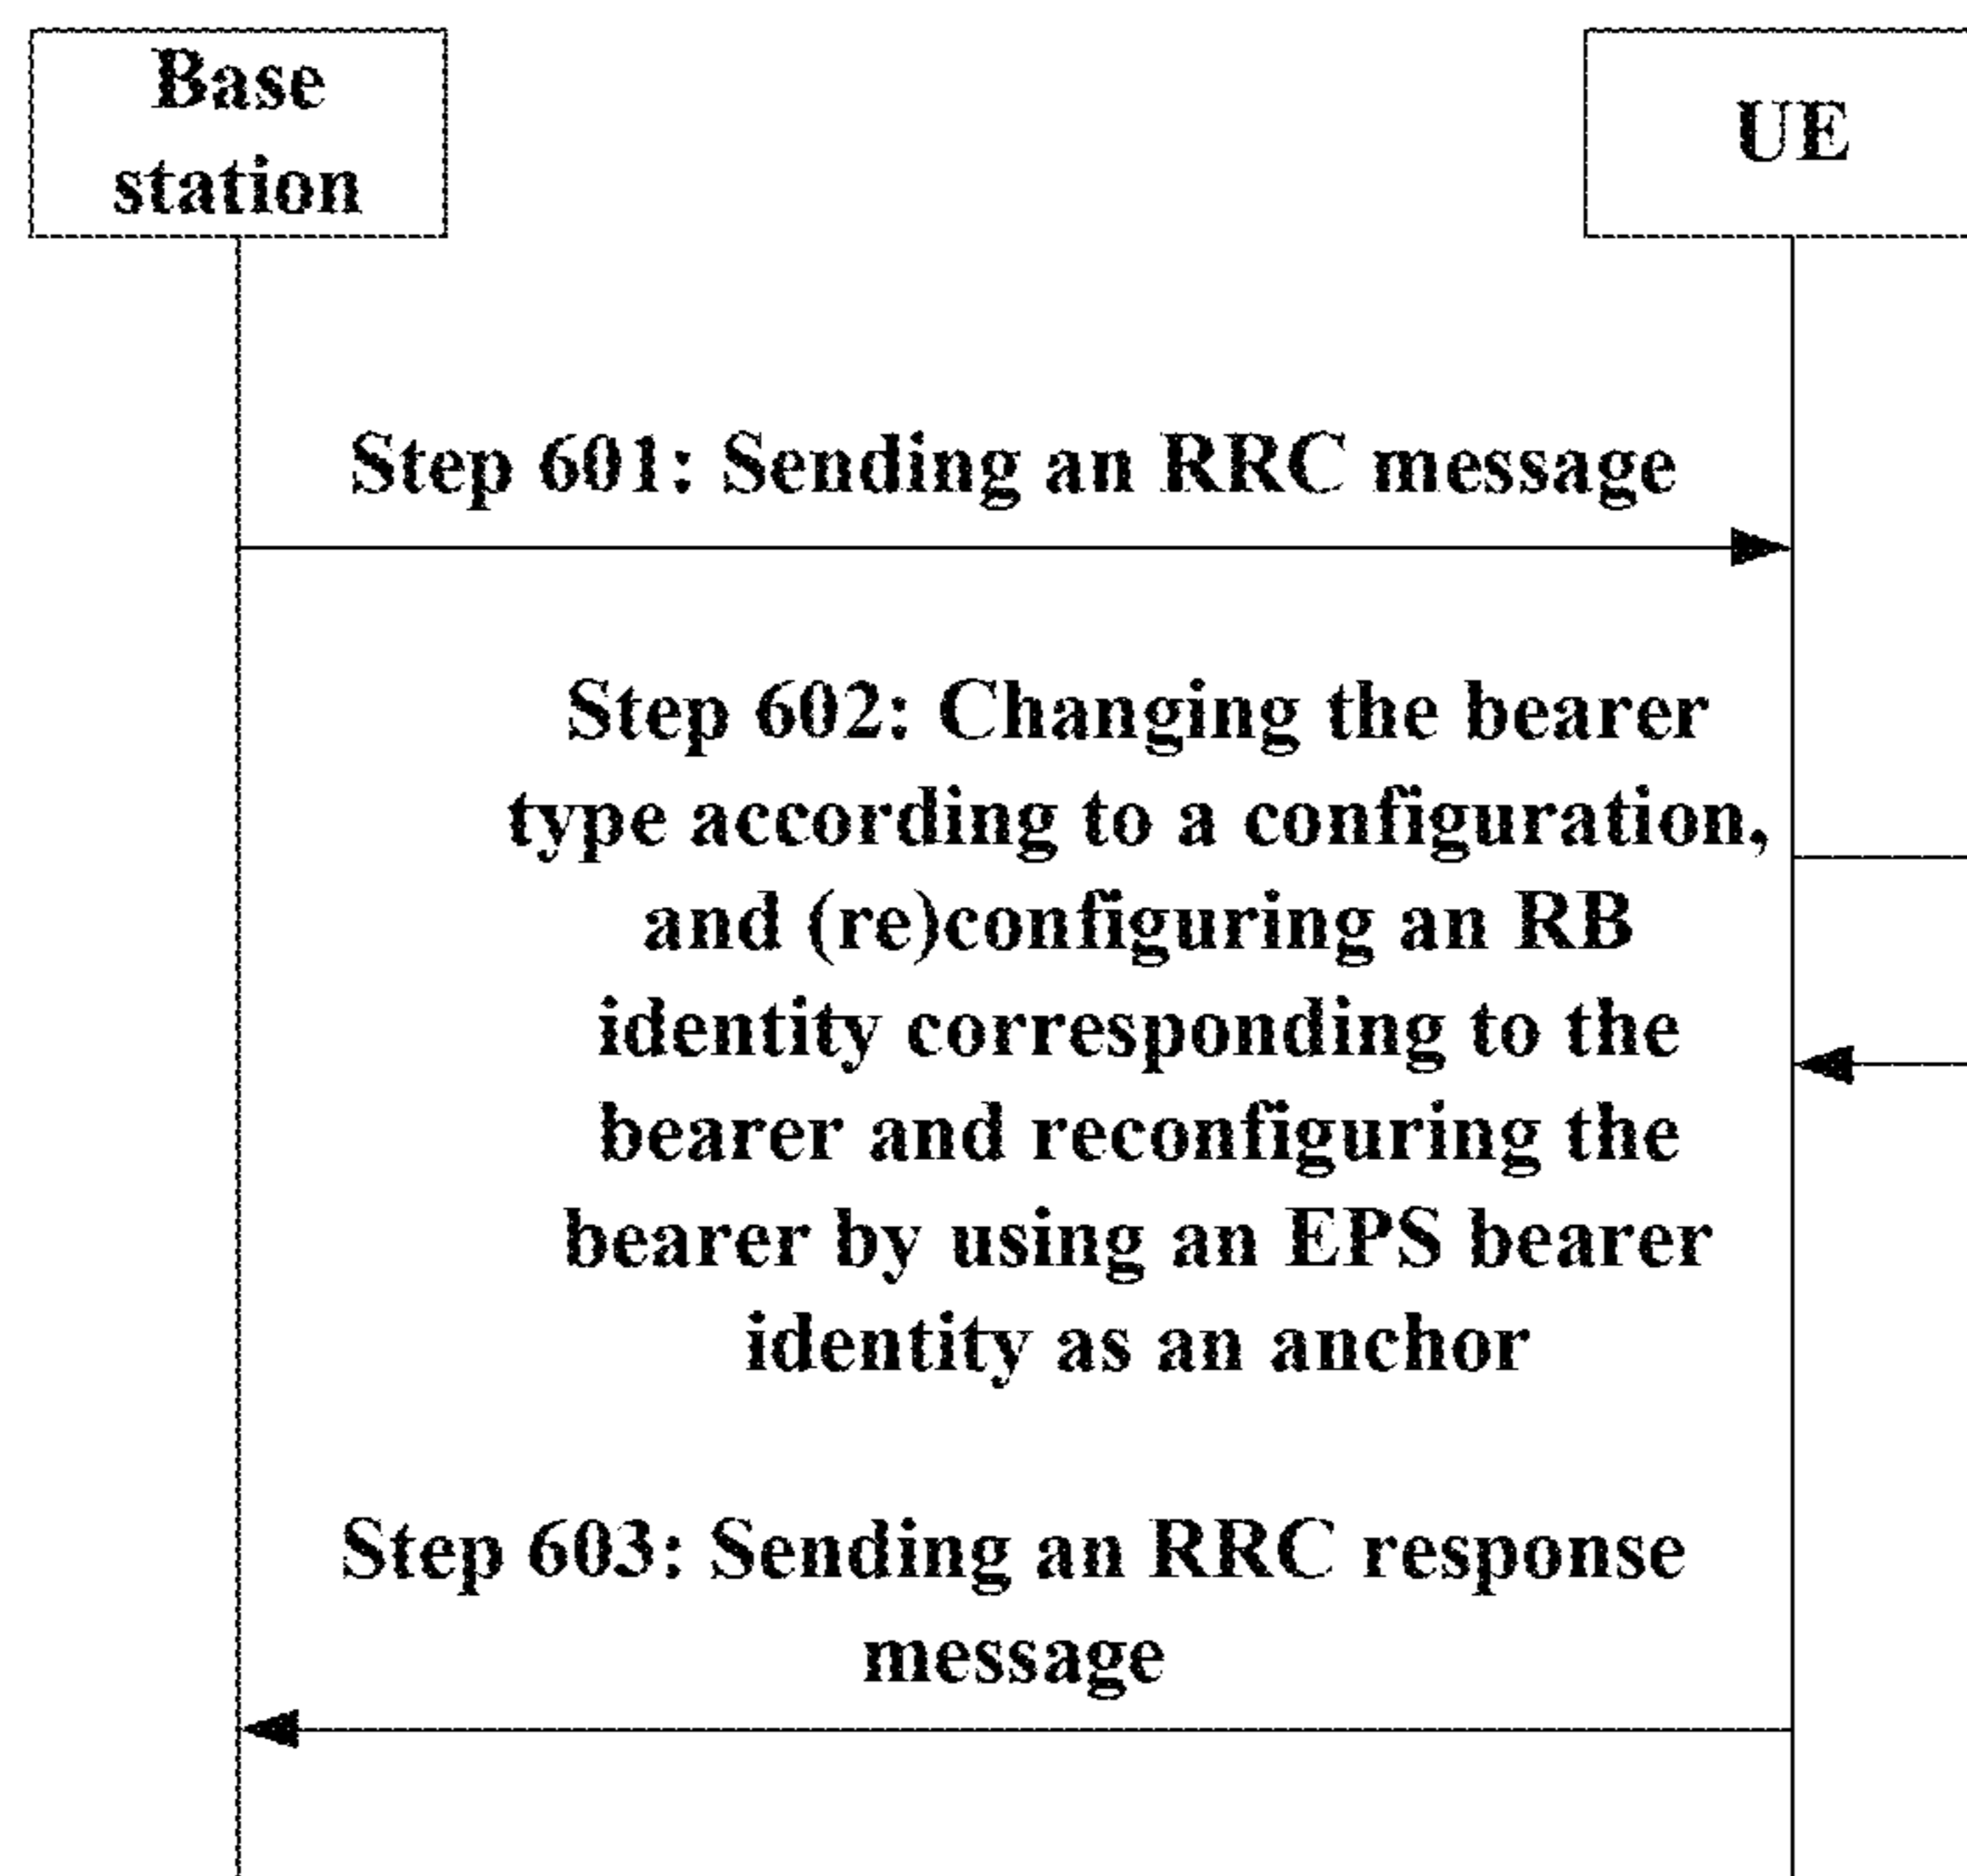 Base
station
UE
Step 601: Sending an RRC message
Step 602: Changing the bearer
type according to a configuration,
and (re)configuring an RB
identity corresponding to the
bearer and reconfiguring the
bearer by using an EPS bearer
identity as an anchor
Step 603: Sending an RRC response
message